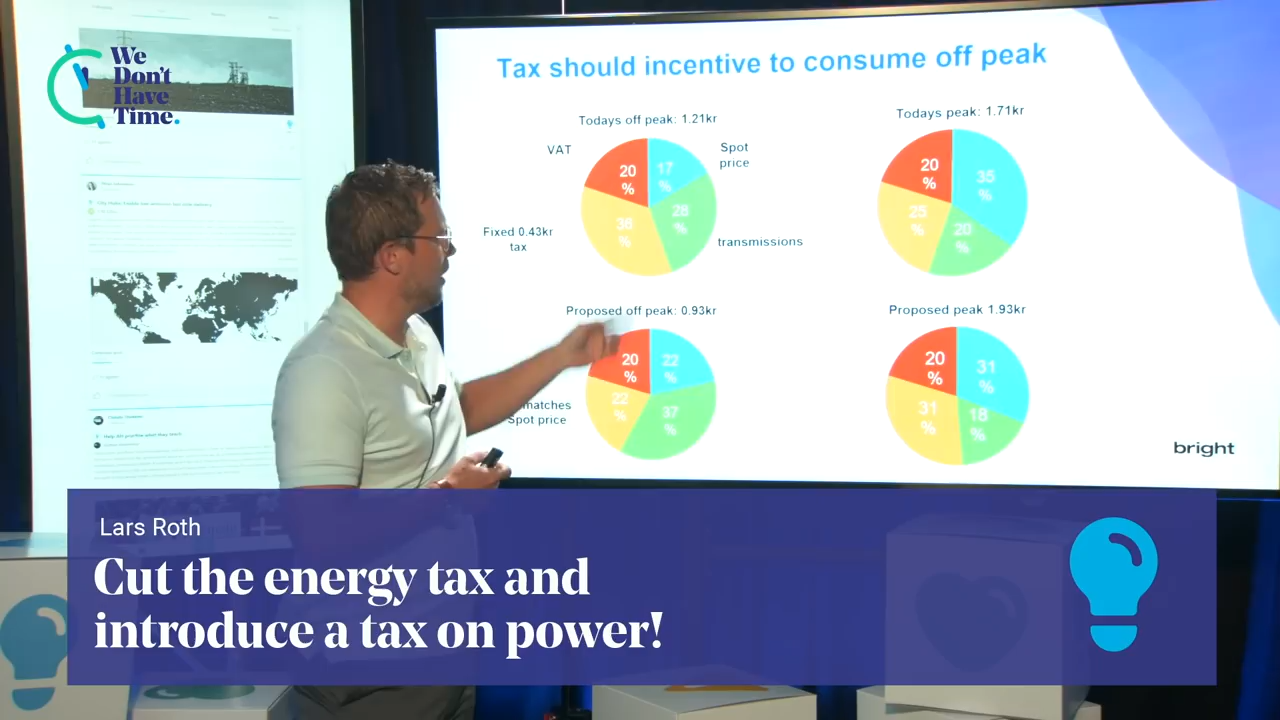 We
Don't
Have
Time.
Tax should incentive to consume off peak
Todays off peak: 1.21kr
VAT
Spot
price
20
%
17
%
28
%
36
%
Fixed 0.43kr
tax
transmissions
Todays peak: 1.71kr
20
%
35
%
25
%
20
%
Proposed off peak: 0.93kr
20
%
22
%
22
%
37
%
matches
Spot price
Proposed peak 1.93kr
20
%
31
%
31
%
18
%
bright
Lars Roth
Cut the energy tax and
introduce a tax on power!